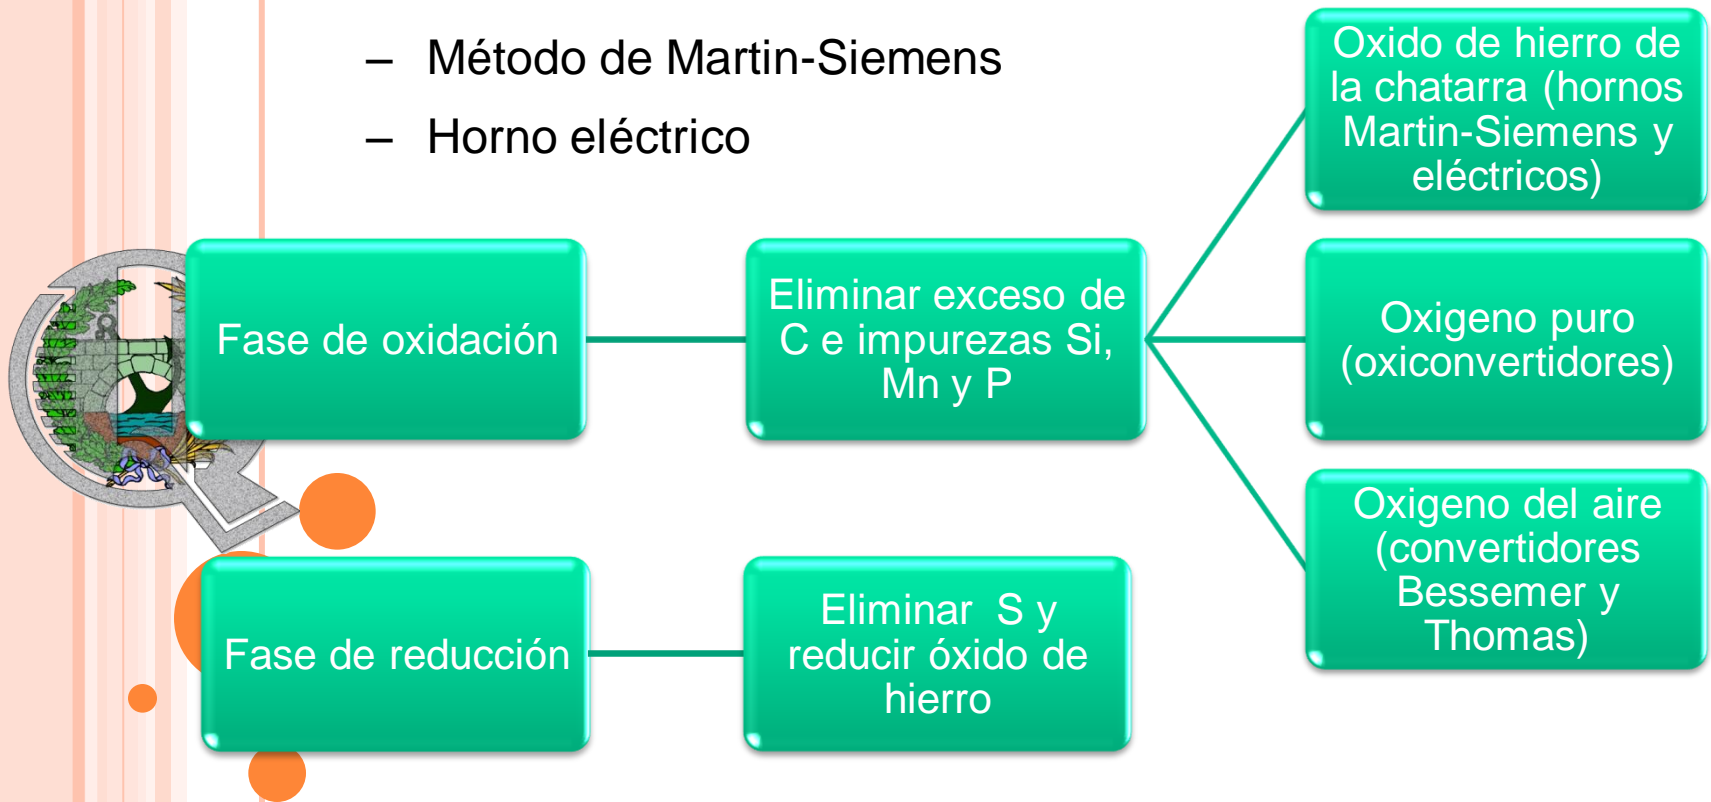 – Método de Martin-Siemens
– Horno eléctrico
Fase de oxidación
Eliminar exceso de
C e impurezas Si,
Mn y P
Oxido de hierro de
la chatarra (hornos
Martin-Siemens y
eléctricos)
Oxigeno puro
(oxiconvertidores)
Oxigeno del aire
(convertidores
Bessemer y
Thomas)
Fase de reducción
Eliminar S y
reducir óxido de
hierro